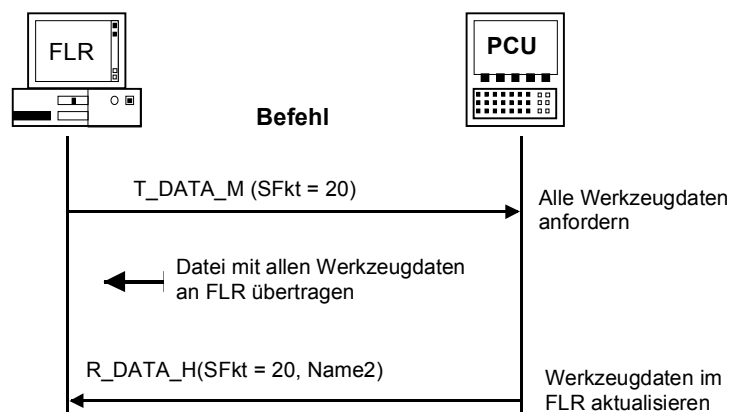 FLR
PCU
Befehl
T_DATA_M (SFkt = 20)
Alle Werkzeugdaten
anfordern
Datei mit allen Werkzeugdaten
an FLR übertragen
R_DATA_H(SFkt = 20, Name2)
Werkzeugdaten im
FLR aktualisieren